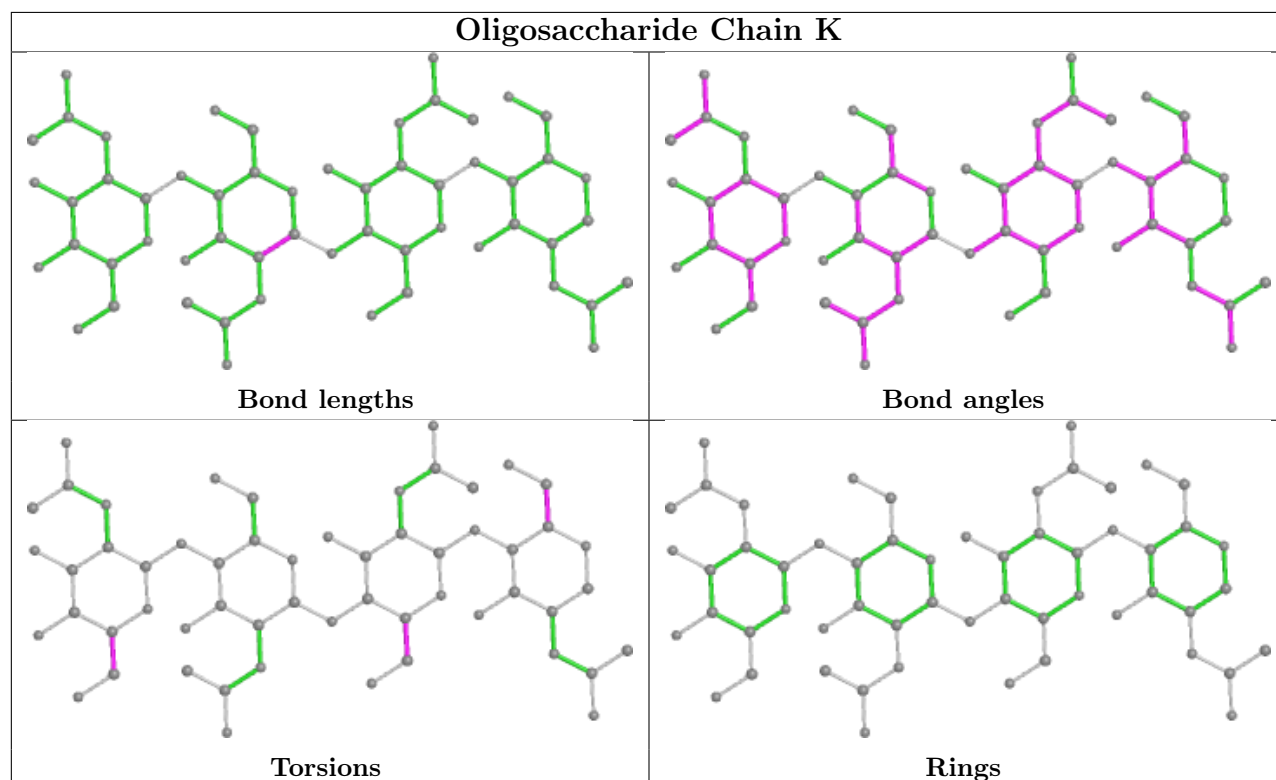 Oligosaccharide Chain K
Bond lengths
Bond angles
Torsions
Rings